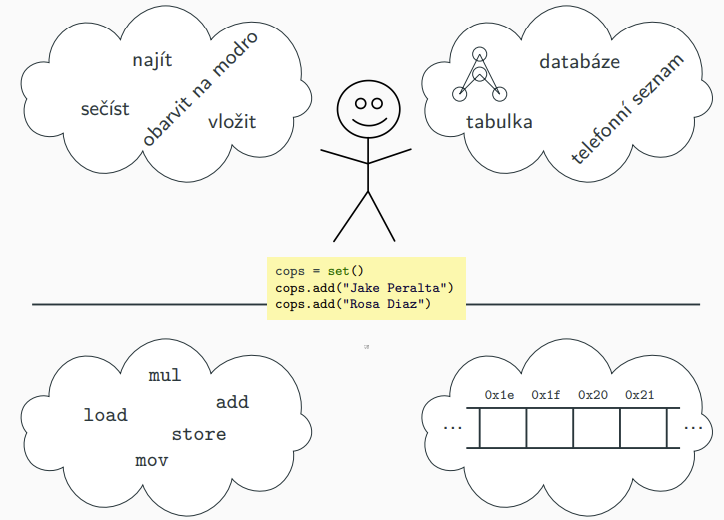 najít
obarvit na modro
sečíst
vložit
databáze
telefonní seznam
tabulka
cops = set()
cops.add("Jake Peralta")
cops.add("Rosa Diaz")
mul
load
add
store
mov
0x1e 0x1f 0x20 0x21
... ...